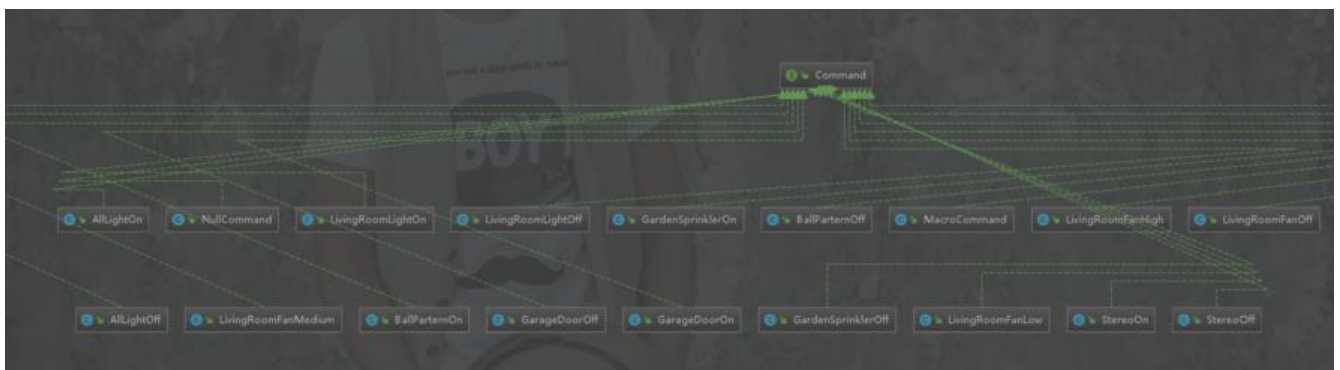 Command
BOY
AllLightOn NullCommand LivingRoomLightOn LivingRoomLightOff GardenSprinklerOn BallParternOff MacroCommand LivingRoomFanHigh LivingRoomFanOff
AllLightOff LivingRoomFanMedium BallParternOn GarageDoorOff GarageDoorOn GardenSprinklerOff LivingRoomFanLow StereoOn StereoOff